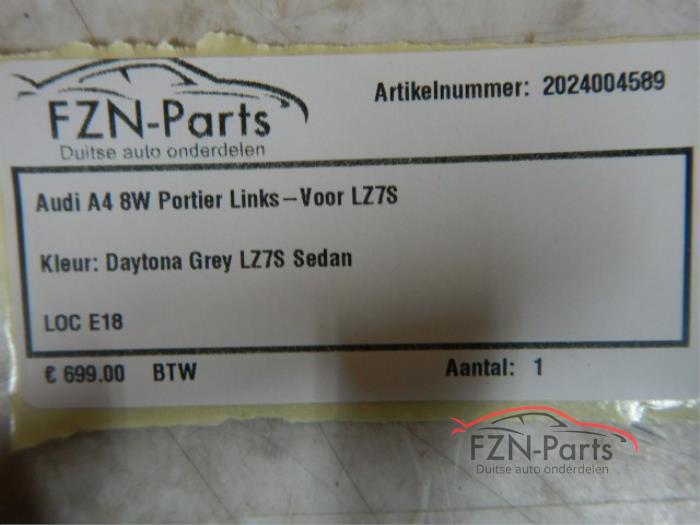 FZN-Parts
Duitse auto onderdelen
Artikelnummer: 2024004589
Audi A4 8W Portier Links-Voor LZ7S
Kleur: Daytona Grey LZ7S Sedan
LOC E18
€ 699.00 BTW
Aantal: 1
FZN-Parts
Duitse auto onderdelen